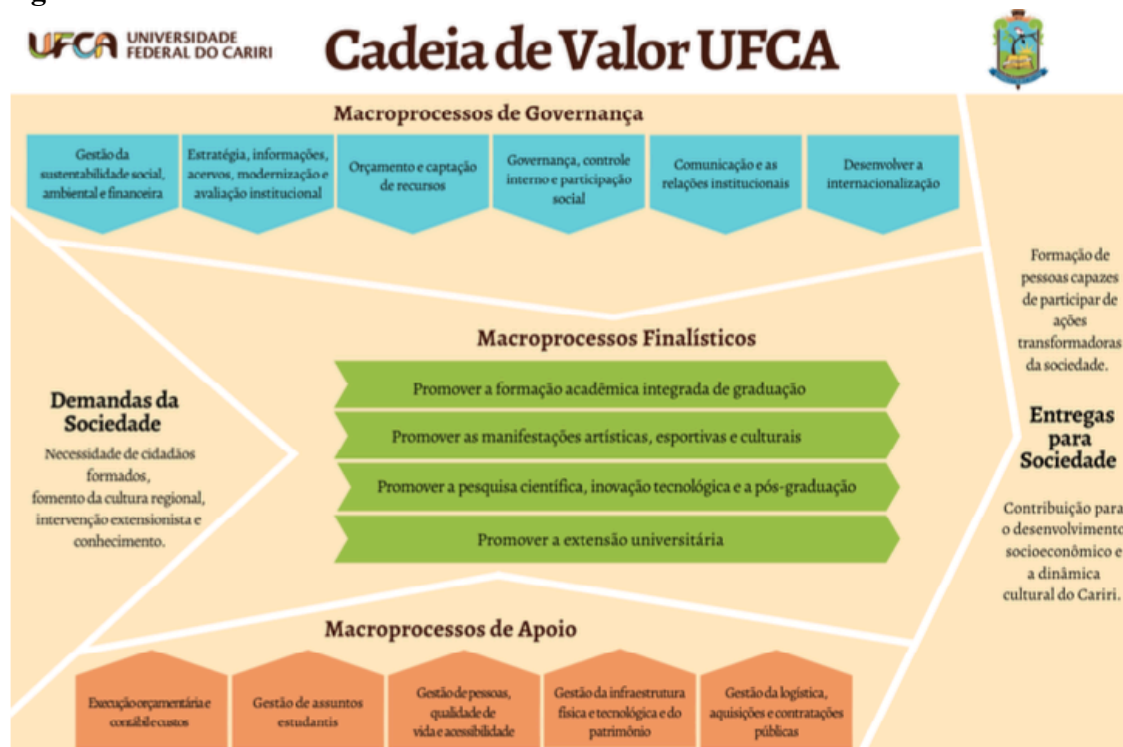 UFCA UNIVERSIDADE
FEDERAL DO CARIRI
Cadeia de Valor UFCA
Macroprocessos de Governança
Gestão da
sustentabilidade social,
ambiental e financeira
Estratégia, informações,
acervos, modernização e
avaliação institucional
Orçamento e captação
de recursos
Governança, controle
interno e participação
social
Comunicação e as
relações institucionais
Desenvolver a
internacionalização
Demandas da
Sociedade
Necessidade de cidadãos
formados,
fomento da cultura regional,
intervenção extensionista e
conhecimento.
Macroprocessos Finalísticos
Promover a formação acadêmica integrada de graduação
Promover as manifestações artísticas, esportivas e culturais
Promover a pesquisa científica, inovação tecnológica e a pós-graduação
Promover a extensão universitária
Formação de
pessoas capazes
de participar de
ações
transformadoras
da sociedade.
Entregas
para
Sociedade
Contribuição para
o desenvolvimento
socioeconômico e
a dinâmica
cultural do Cariri.
Macroprocessos de Apoio
Execução orçamentária e
contábil e custos
Gestão de assuntos
estudantis
Gestão de pessoas,
qualidade de
vida e acessibilidade
Gestão da infraestrutura
física e tecnológica e do
patrimônio
Gestão da logística,
aquisições e contratações
públicas